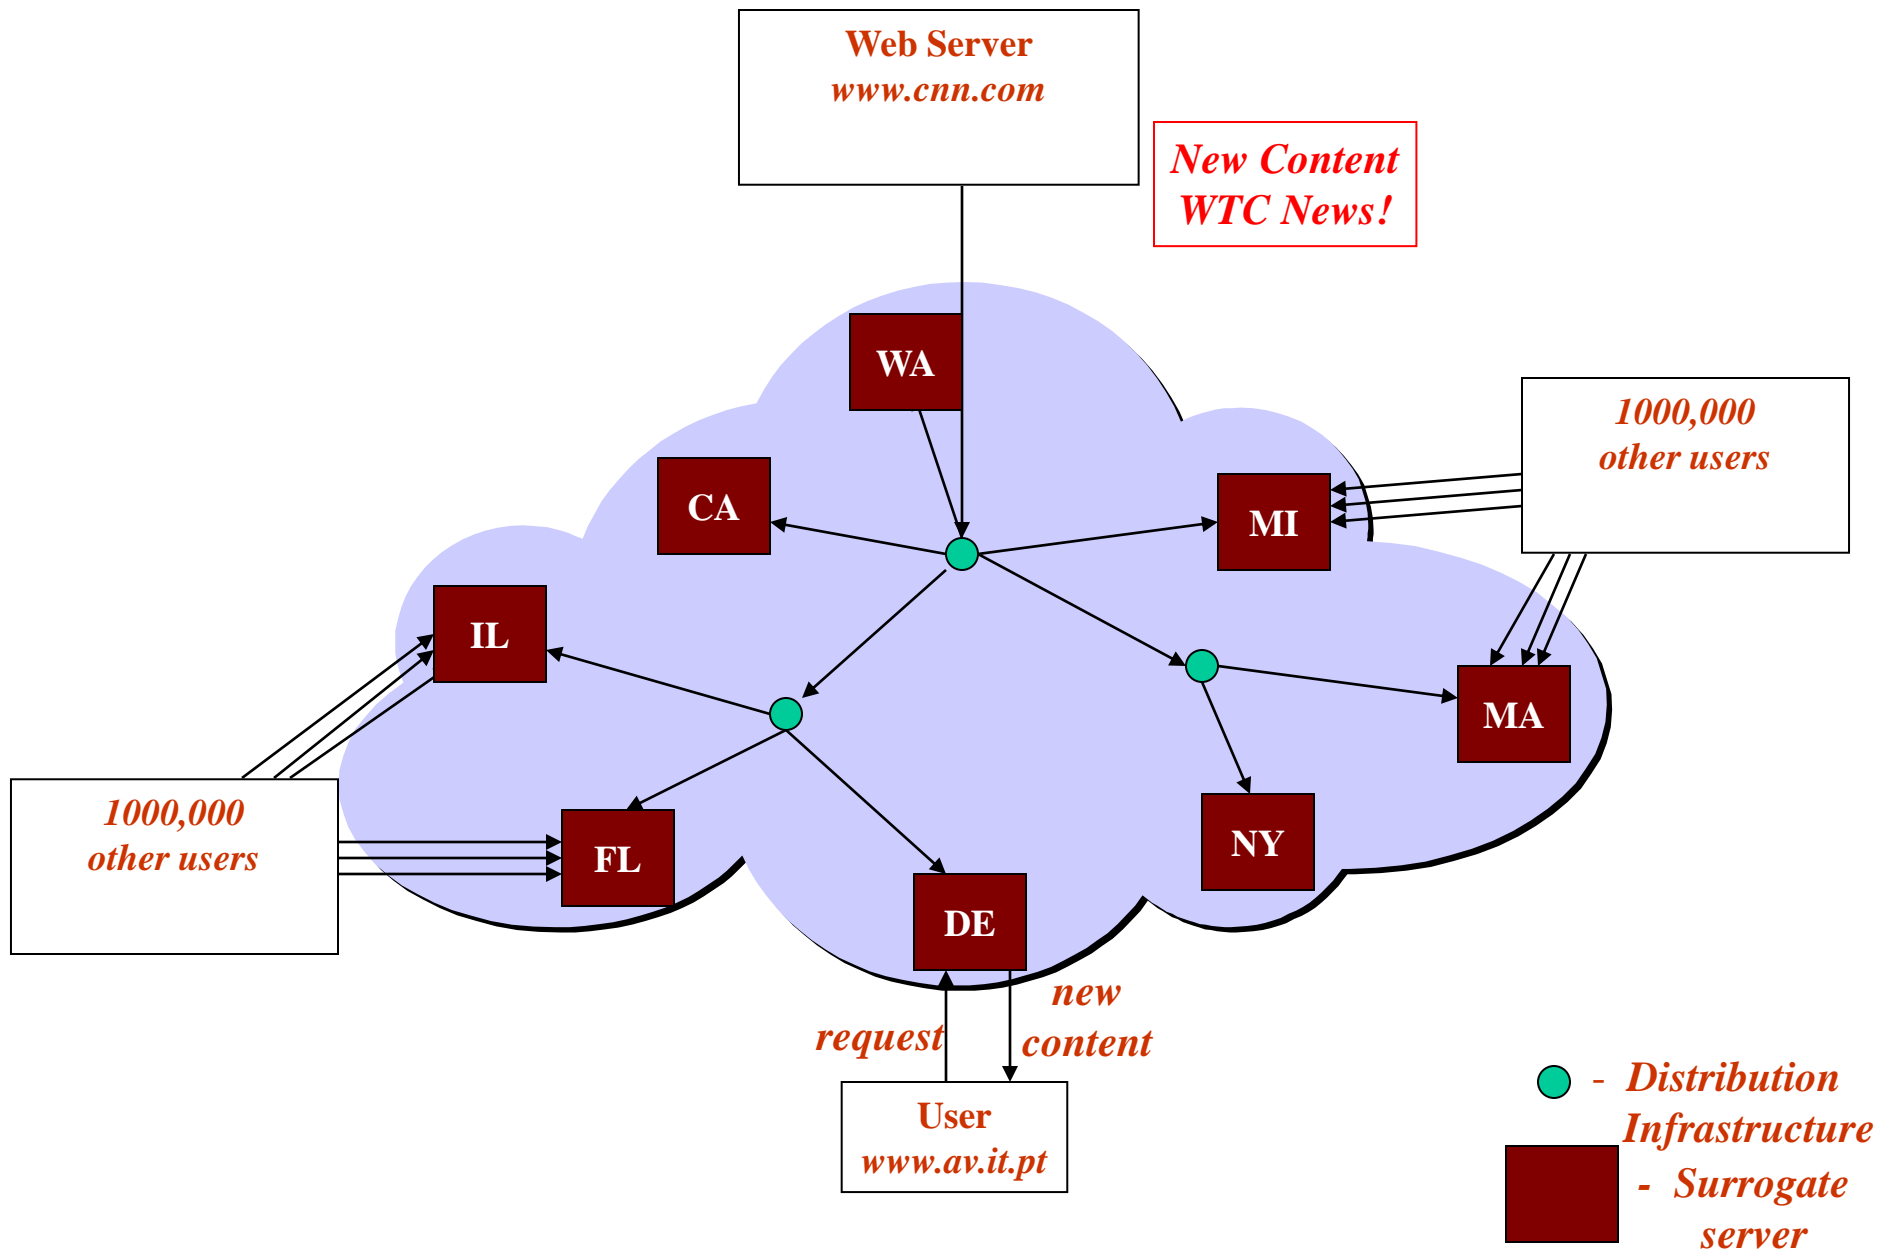 Web Server
www.cnn.com
New Content
WTC News!
WA
1000,000
other users
CA
MI
IL
MA
1000,000
other users
FL
NY
DE
new
request
content
User
www.av.it.pt
- Distribution
Infrastructure
- Surrogate
server